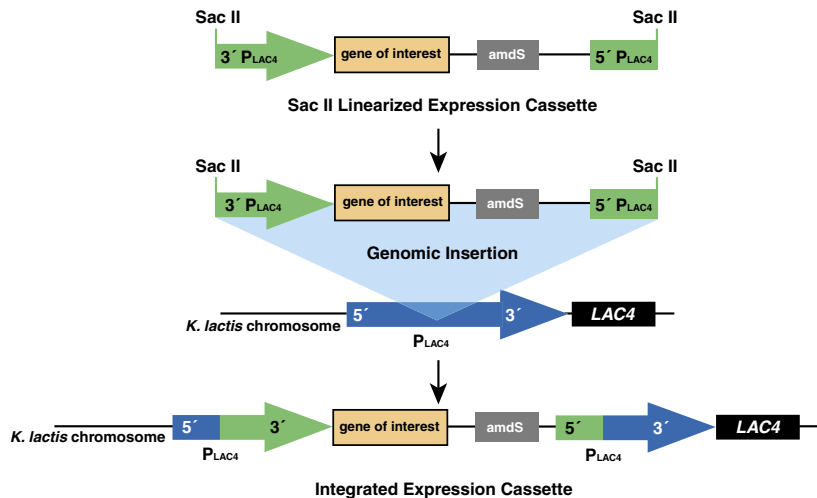 Sac II Sac II
3´ PLAC4 gene of interest amdS 5´ PLAC4
Sac II Linearized Expression Cassette
Sac II Sac II
3´ PLAC4 gene of interest amdS 5´ PLAC4
Genomic Insertion
K. lactis chromosome 5´ 3´ LAC4
PLAC4
K. lactis chromosome 5´ 3´ gene of interest amdS 5´ 3´ LAC4
PLAC4 PLAC4
Integrated Expression Cassette